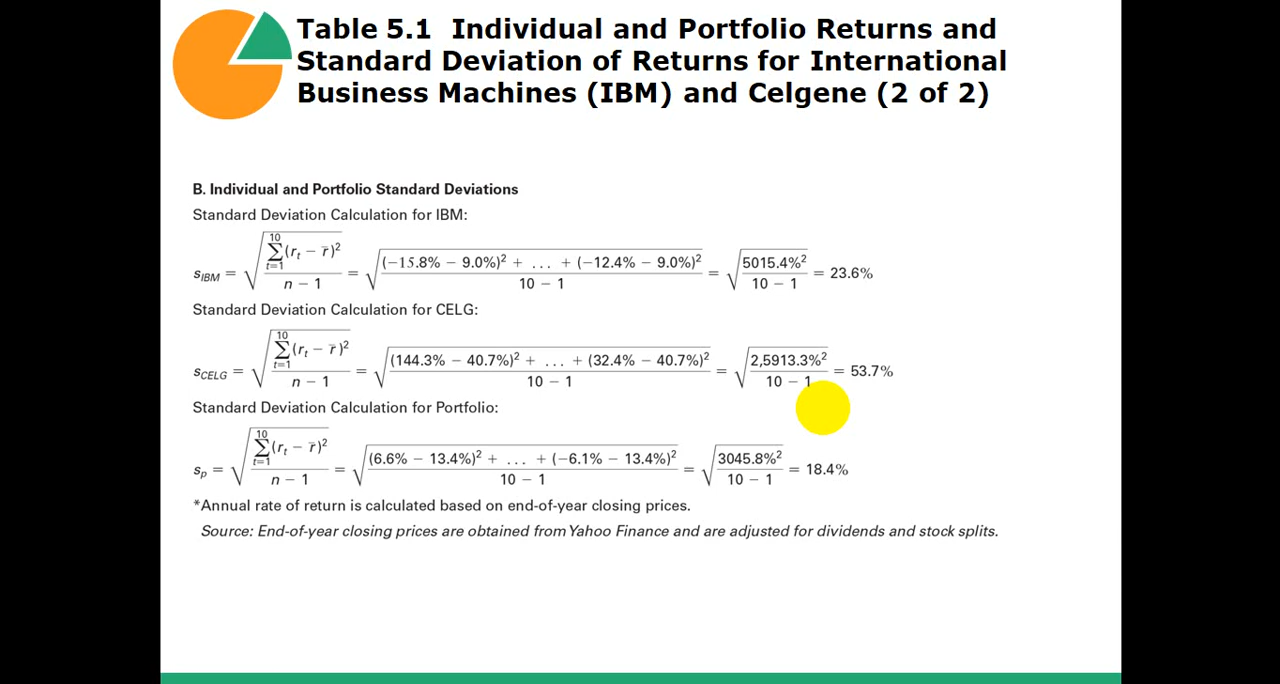 Table 5.1 Individual and Portfolio Returns and
Standard Deviation of Returns for International
Business Machines (IBM) and Celgene (2 of 2)
B. Individual and Portfolio Standard Deviations
Standard Deviation Calculation for IBM:
s_IBM = √(∑_{t=1}^{10} (r_t − r̄)² / (n − 1)) = √(((−15.8% − 9.0%)² + ... + (−12.4% − 9.0%)²) / (10 − 1)) = √(5015.4%² / (10 − 1)) = 23.6%
Standard Deviation Calculation for CELG:
s_CELG = √(∑_{t=1}^{10} (r_t − r̄)² / (n − 1)) = √(((144.3% − 40.7%)² + ... + (32.4% − 40.7%)²) / (10 − 1)) = √(2,5913.3%² / (10 − 1)) = 53.7%
Standard Deviation Calculation for Portfolio:
s_p = √(∑_{t=1}^{10} (r_t − r̄)² / (n − 1)) = √(((6.6% − 13.4%)² + ... + (−6.1% − 13.4%)²) / (10 − 1)) = √(3045.8%² / (10 − 1)) = 18.4%
*Annual rate of return is calculated based on end-of-year closing prices.
Source: End-of-year closing prices are obtained from Yahoo Finance and are adjusted for dividends and stock splits.